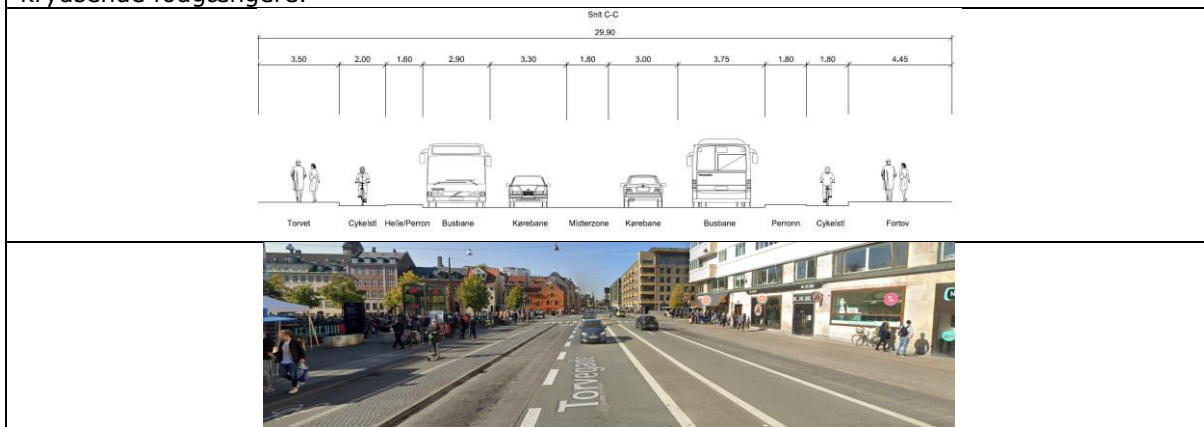 krydsende fodgængere.
Snit C-C
29.90
3.50 2.00 1.60 2.90 3.30 1.80 3.00 3.75 1.80 1.80 4.45
Torvet Cykelsti Helle/Perron Busbane Kørebane Midterzone Kørebane Busbane Perronn Cykelsti Fortov
Torvegade